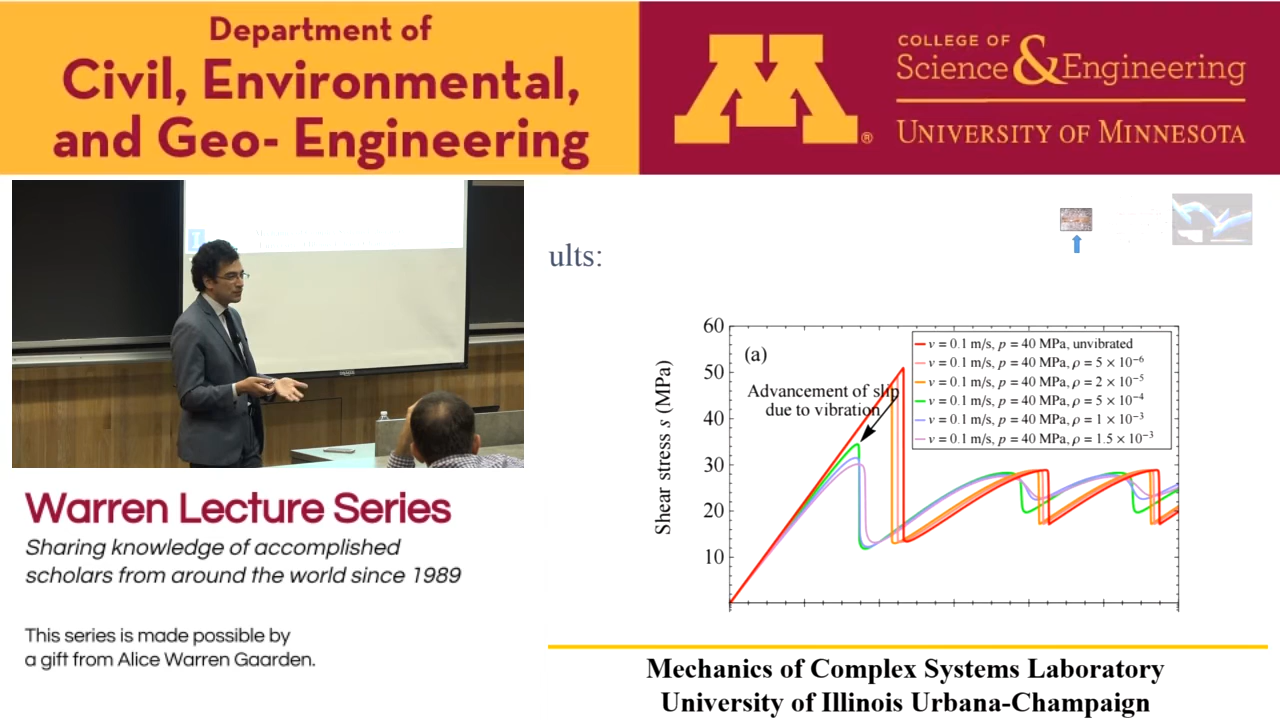 Department of
Civil, Environmental,
and Geo- Engineering
M
®
COLLEGE OF
Science & Engineering
UNIVERSITY OF MINNESOTA
ults:
60
50
40
30
20
10
Shear stress s (MPa)
(a)
Advancement of slip
due to vibration
v = 0.1 m/s, p = 40 MPa, unvibrated
v = 0.1 m/s, p = 40 MPa, ρ = 5 × 10⁻⁶
v = 0.1 m/s, p = 40 MPa, ρ = 2 × 10⁻⁵
v = 0.1 m/s, p = 40 MPa, ρ = 5 × 10⁻⁴
v = 0.1 m/s, p = 40 MPa, ρ = 1 × 10⁻³
v = 0.1 m/s, p = 40 MPa, ρ = 1.5 × 10⁻³
Warren Lecture Series
Sharing knowledge of accomplished
scholars from around the world since 1989
This series is made possible by
a gift from Alice Warren Gaarden.
Mechanics of Complex Systems Laboratory
University of Illinois Urbana-Champaign